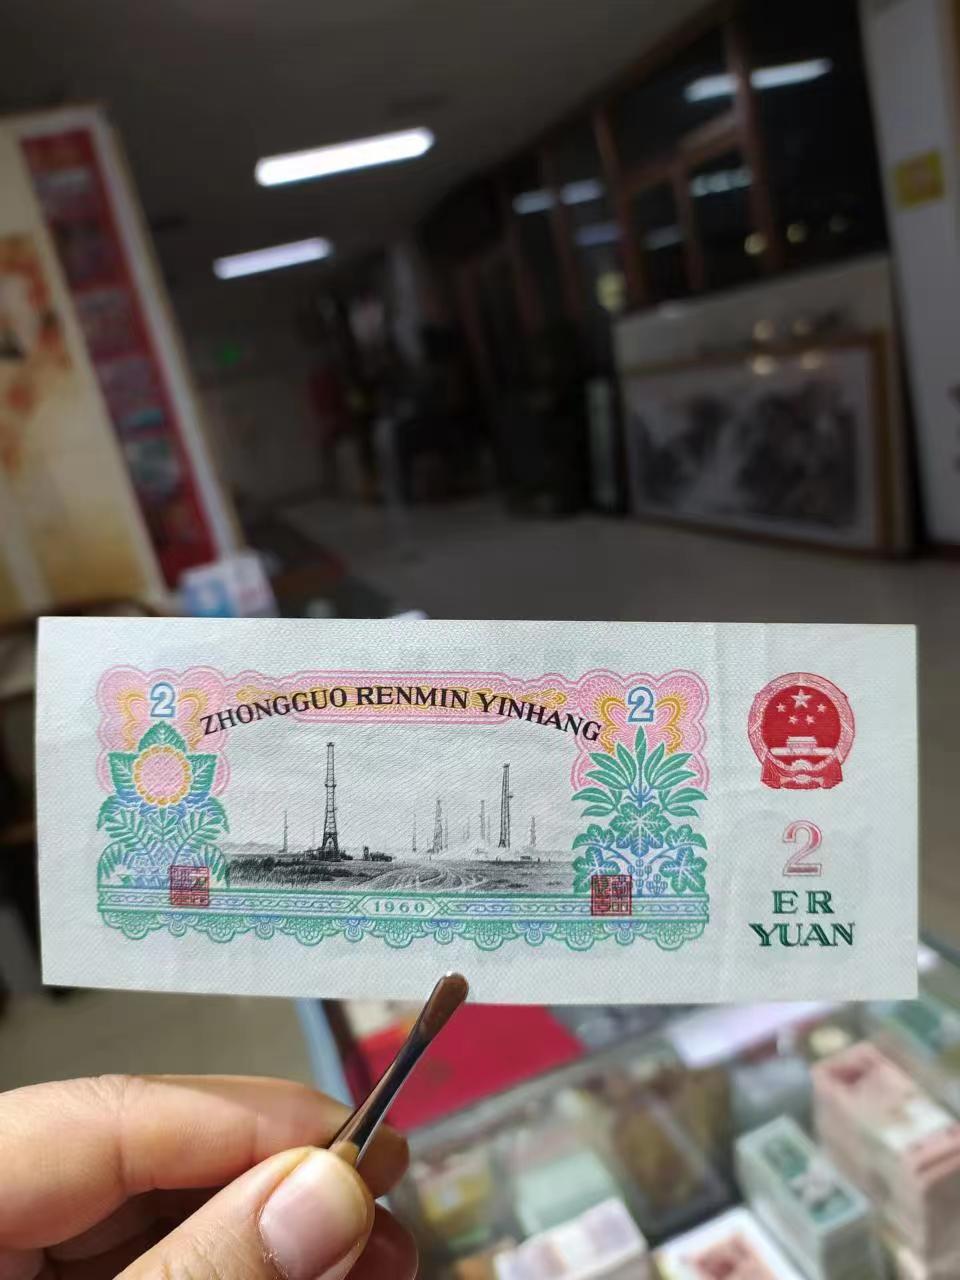 2
ZHONGGUO RENMIN YINHANG
2
1960
2
ER
YUAN